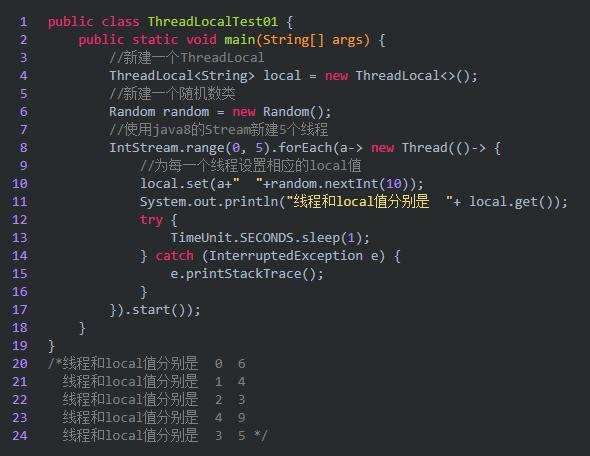 1 public class ThreadLocalTest01 {
2     public static void main(String[] args) {
3         //新建一个ThreadLocal
4         ThreadLocal<String> local = new ThreadLocal<>();
5         //新建一个随机数类
6         Random random = new Random();
7         //使用java8的Stream新建5个线程
8         IntStream.range(0, 5).forEach(a-> new Thread(()-> {
9             //为每一个线程设置相应的local值
10             local.set(a+"  "+random.nextInt(10));
11             System.out.println("线程和local值分别是  "+ local.get());
12             try {
13                 TimeUnit.SECONDS.sleep(1);
14             } catch (InterruptedException e) {
15                 e.printStackTrace();
16             }
17         }).start());
18     }
19 }
20 /*线程和local值分别是  0  6
21   线程和local值分别是  1  4
22   线程和local值分别是  2  3
23   线程和local值分别是  4  9
24   线程和local值分别是  3  5 */